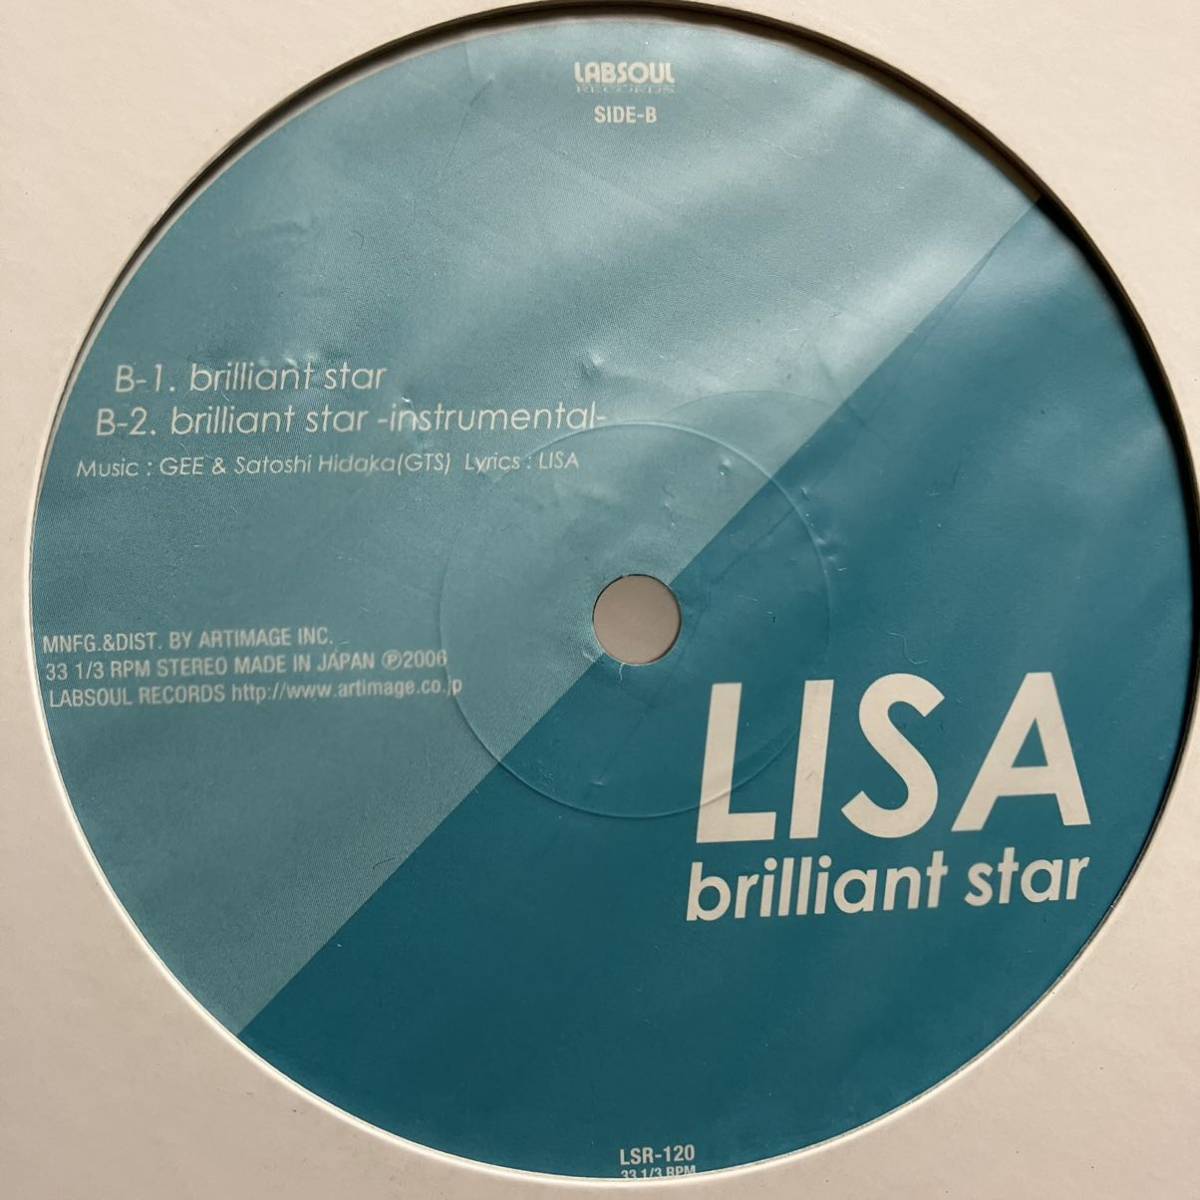 LABSOUL
RECORDS
SIDE-B
B-1. brilliant star
B-2. brilliant star -instrumental-
Music : GEE & Satoshi Hidaka(GTS) Lyrics : LISA
MNFG.&DIST. BY ARTIMAGE INC.
33 1/3 RPM STEREO MADE IN JAPAN ℗2006
LABSOUL RECORDS http://www.artimage.co.jp
LISA
brilliant star
LSR-120
33 1/3 RPM